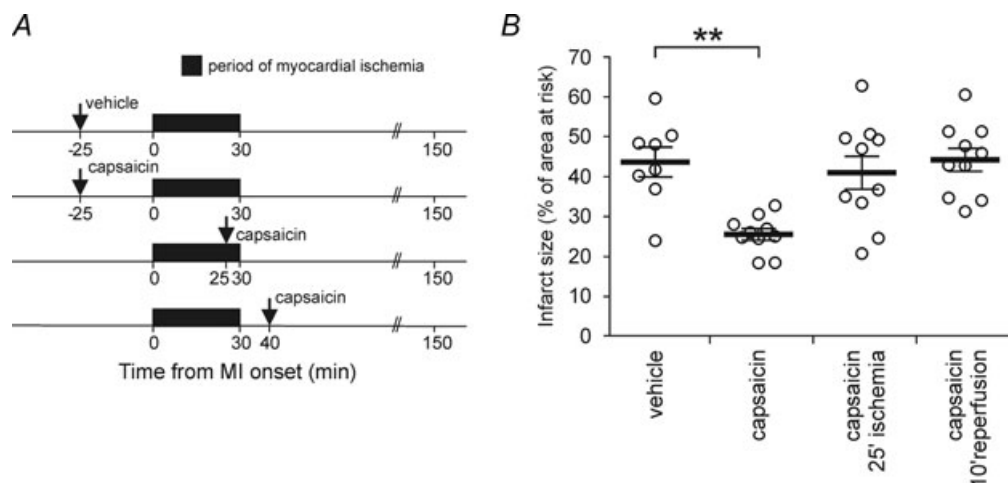 A
period of myocardial ischemia
vehicle
-25 0 30 150
capsaicin
-25 0 30 150
capsaicin
0 25 30 150
capsaicin
0 30 40 150
Time from MI onset (min)
B
**
70
60
50
40
30
20
10
0
Infarct size (% of area at risk)
vehicle
capsaicin
capsaicin
25' ischemia
capsaicin
10'reperfusion